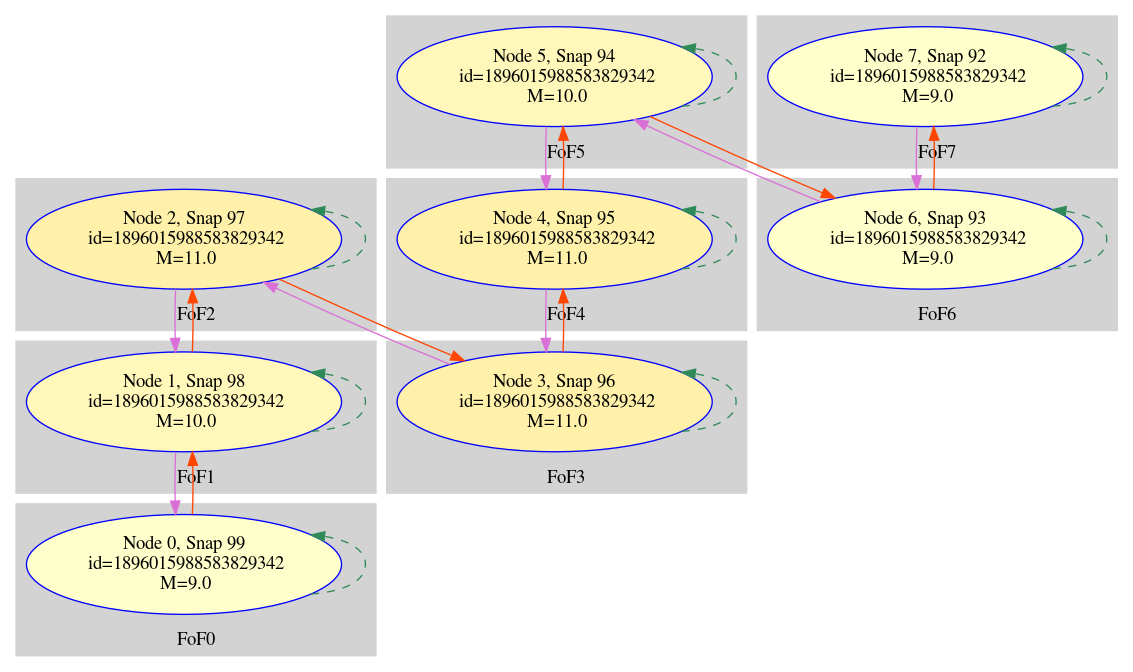 Node 5, Snap 94
id=1896015988583829342
M=10.0
FoF5
Node 7, Snap 92
id=1896015988583829342
M=9.0
FoF7
Node 2, Snap 97
id=1896015988583829342
M=11.0
FoF2
Node 4, Snap 95
id=1896015988583829342
M=11.0
FoF4
Node 6, Snap 93
id=1896015988583829342
M=9.0
FoF6
Node 1, Snap 98
id=1896015988583829342
M=10.0
FoF1
Node 3, Snap 96
id=1896015988583829342
M=11.0
FoF3
Node 0, Snap 99
id=1896015988583829342
M=9.0
FoF0